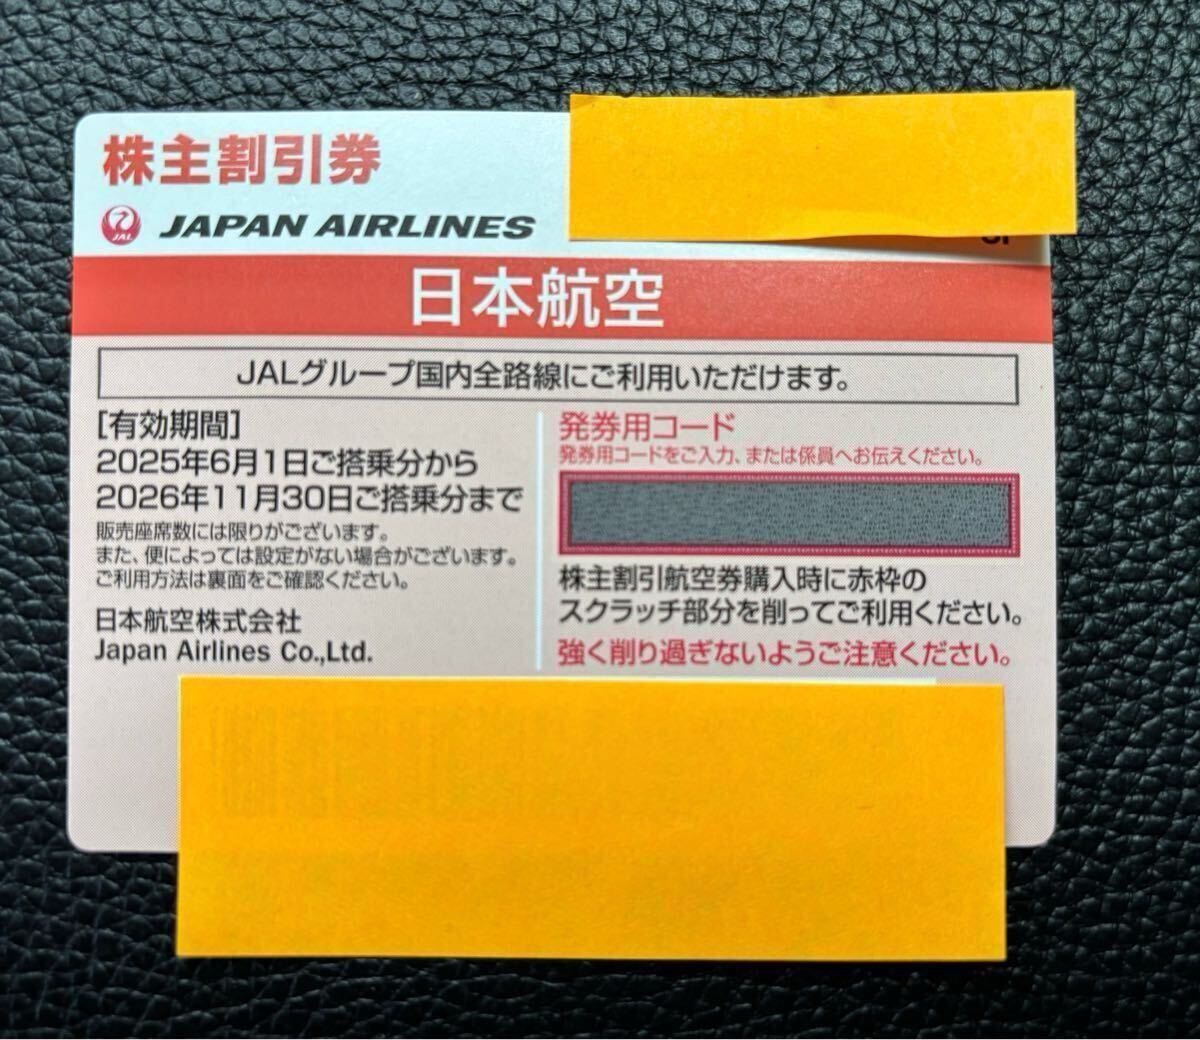 株主割引券
JAL JAPAN AIRLINES
日本航空
JALグループ国内全路線にご利用いただけます。
[有効期間]
2025年6月1日ご搭乗分から
2026年11月30日ご搭乗分まで
販売座席数には限りがございます。
また、便によっては設定がない場合がございます。
ご利用方法は裏面をご確認ください。
日本航空株式会社
Japan Airlines Co.,Ltd.
発券用コード
発券用コードをご入力、または係員へお伝えください。
株主割引航空券購入時に赤枠の
スクラッチ部分を削ってご利用ください。
強く削り過ぎないようご注意ください。